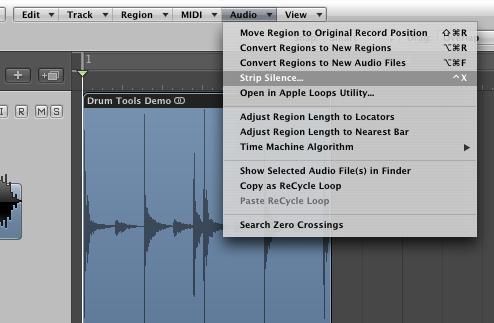 Edit ▼ Track ▼ Region ▼ MIDI ▼ Audio ▼ View ▼
Move Region to Original Record Position ⇧⌘R
Convert Regions to New Regions ⌥⌘R
Convert Regions to New Audio Files ⌥⌘F
Strip Silence... ^X
Open in Apple Loops Utility...
Adjust Region Length to Locators
Adjust Region Length to Nearest Bar
Time Machine Algorithm ▶
Show Selected Audio File(s) in Finder
Copy as ReCycle Loop
Paste ReCycle Loop
Search Zero Crossings
1
I R M S
Drum Tools Demo